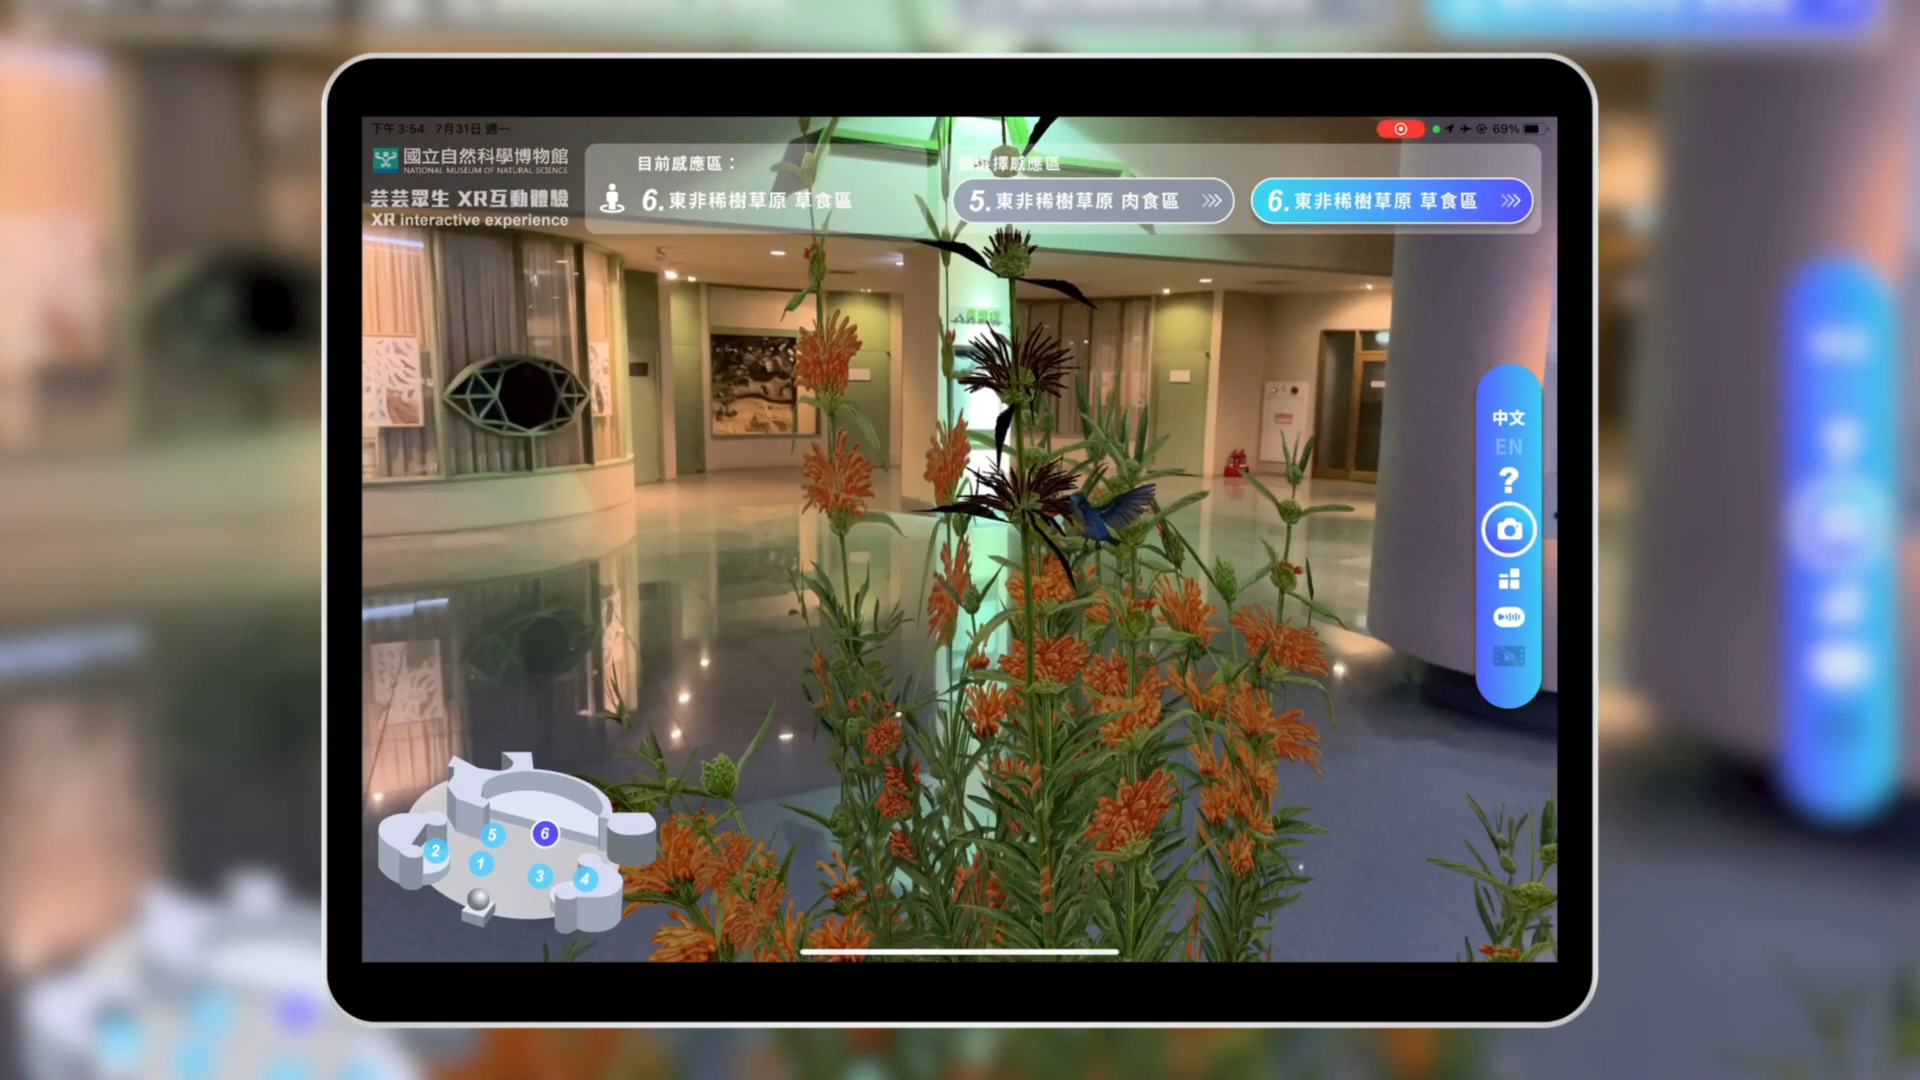 下午3:54 7月31日 週一
69%
國立自然科學博物館
NATIONAL MUSEUM OF NATURAL SCIENCE
芸芸眾生 XR互動體驗
XR interactive experience
目前感應區：
6.東非稀樹草原 草食區
請選擇感應區
5.東非稀樹草原 肉食區
6.東非稀樹草原 草食區
中文
EN
?
5
6
2
1
3
4